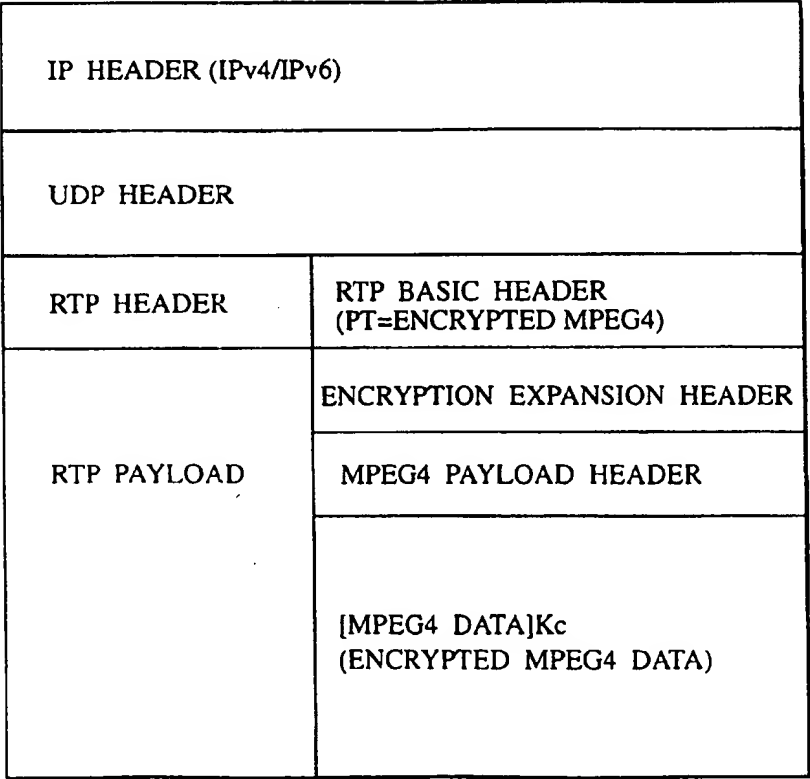 IP HEADER (IPv4/IPv6)
UDP HEADER
RTP HEADER
RTP BASIC HEADER
(PT=ENCRYPTED MPEG4)
ENCRYPTION EXPANSION HEADER
RTP PAYLOAD
MPEG4 PAYLOAD HEADER
[MPEG4 DATA]Kc
(ENCRYPTED MPEG4 DATA)